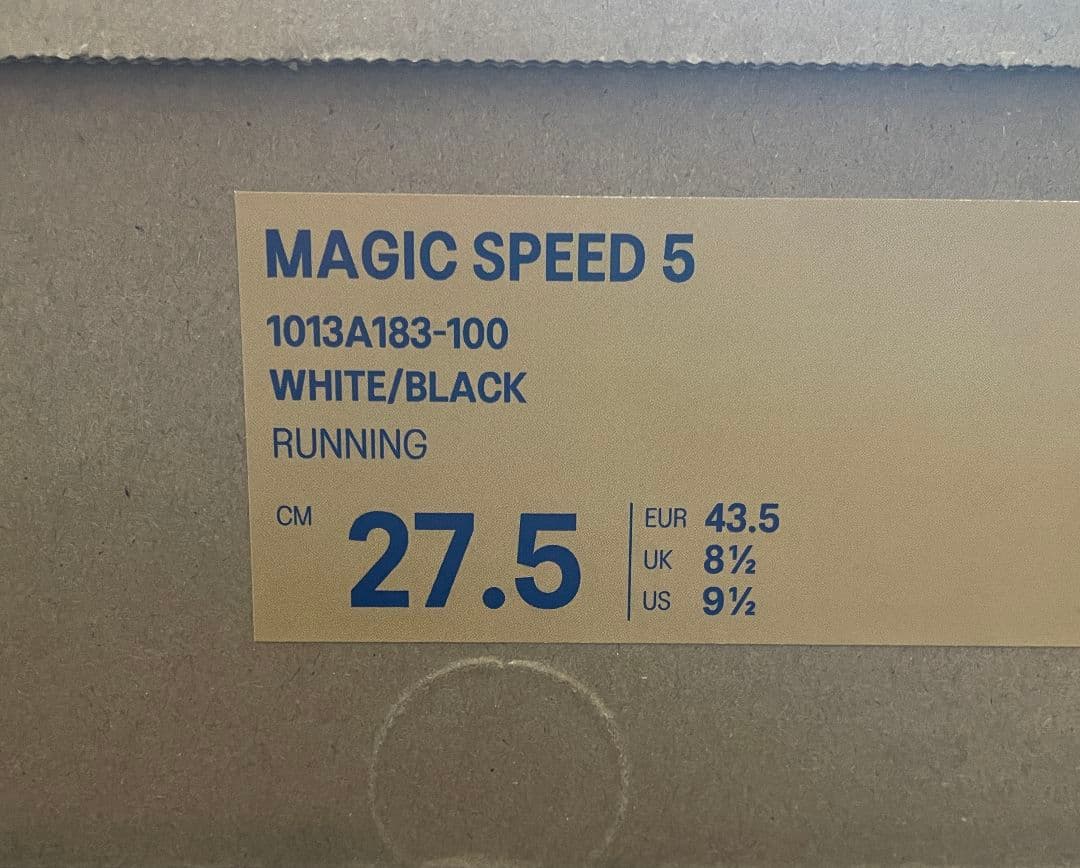 MAGIC SPEED 5
1013A183-100
WHITE/BLACK
RUNNING
CM 27.5
EUR 43.5
UK 8½
US 9½